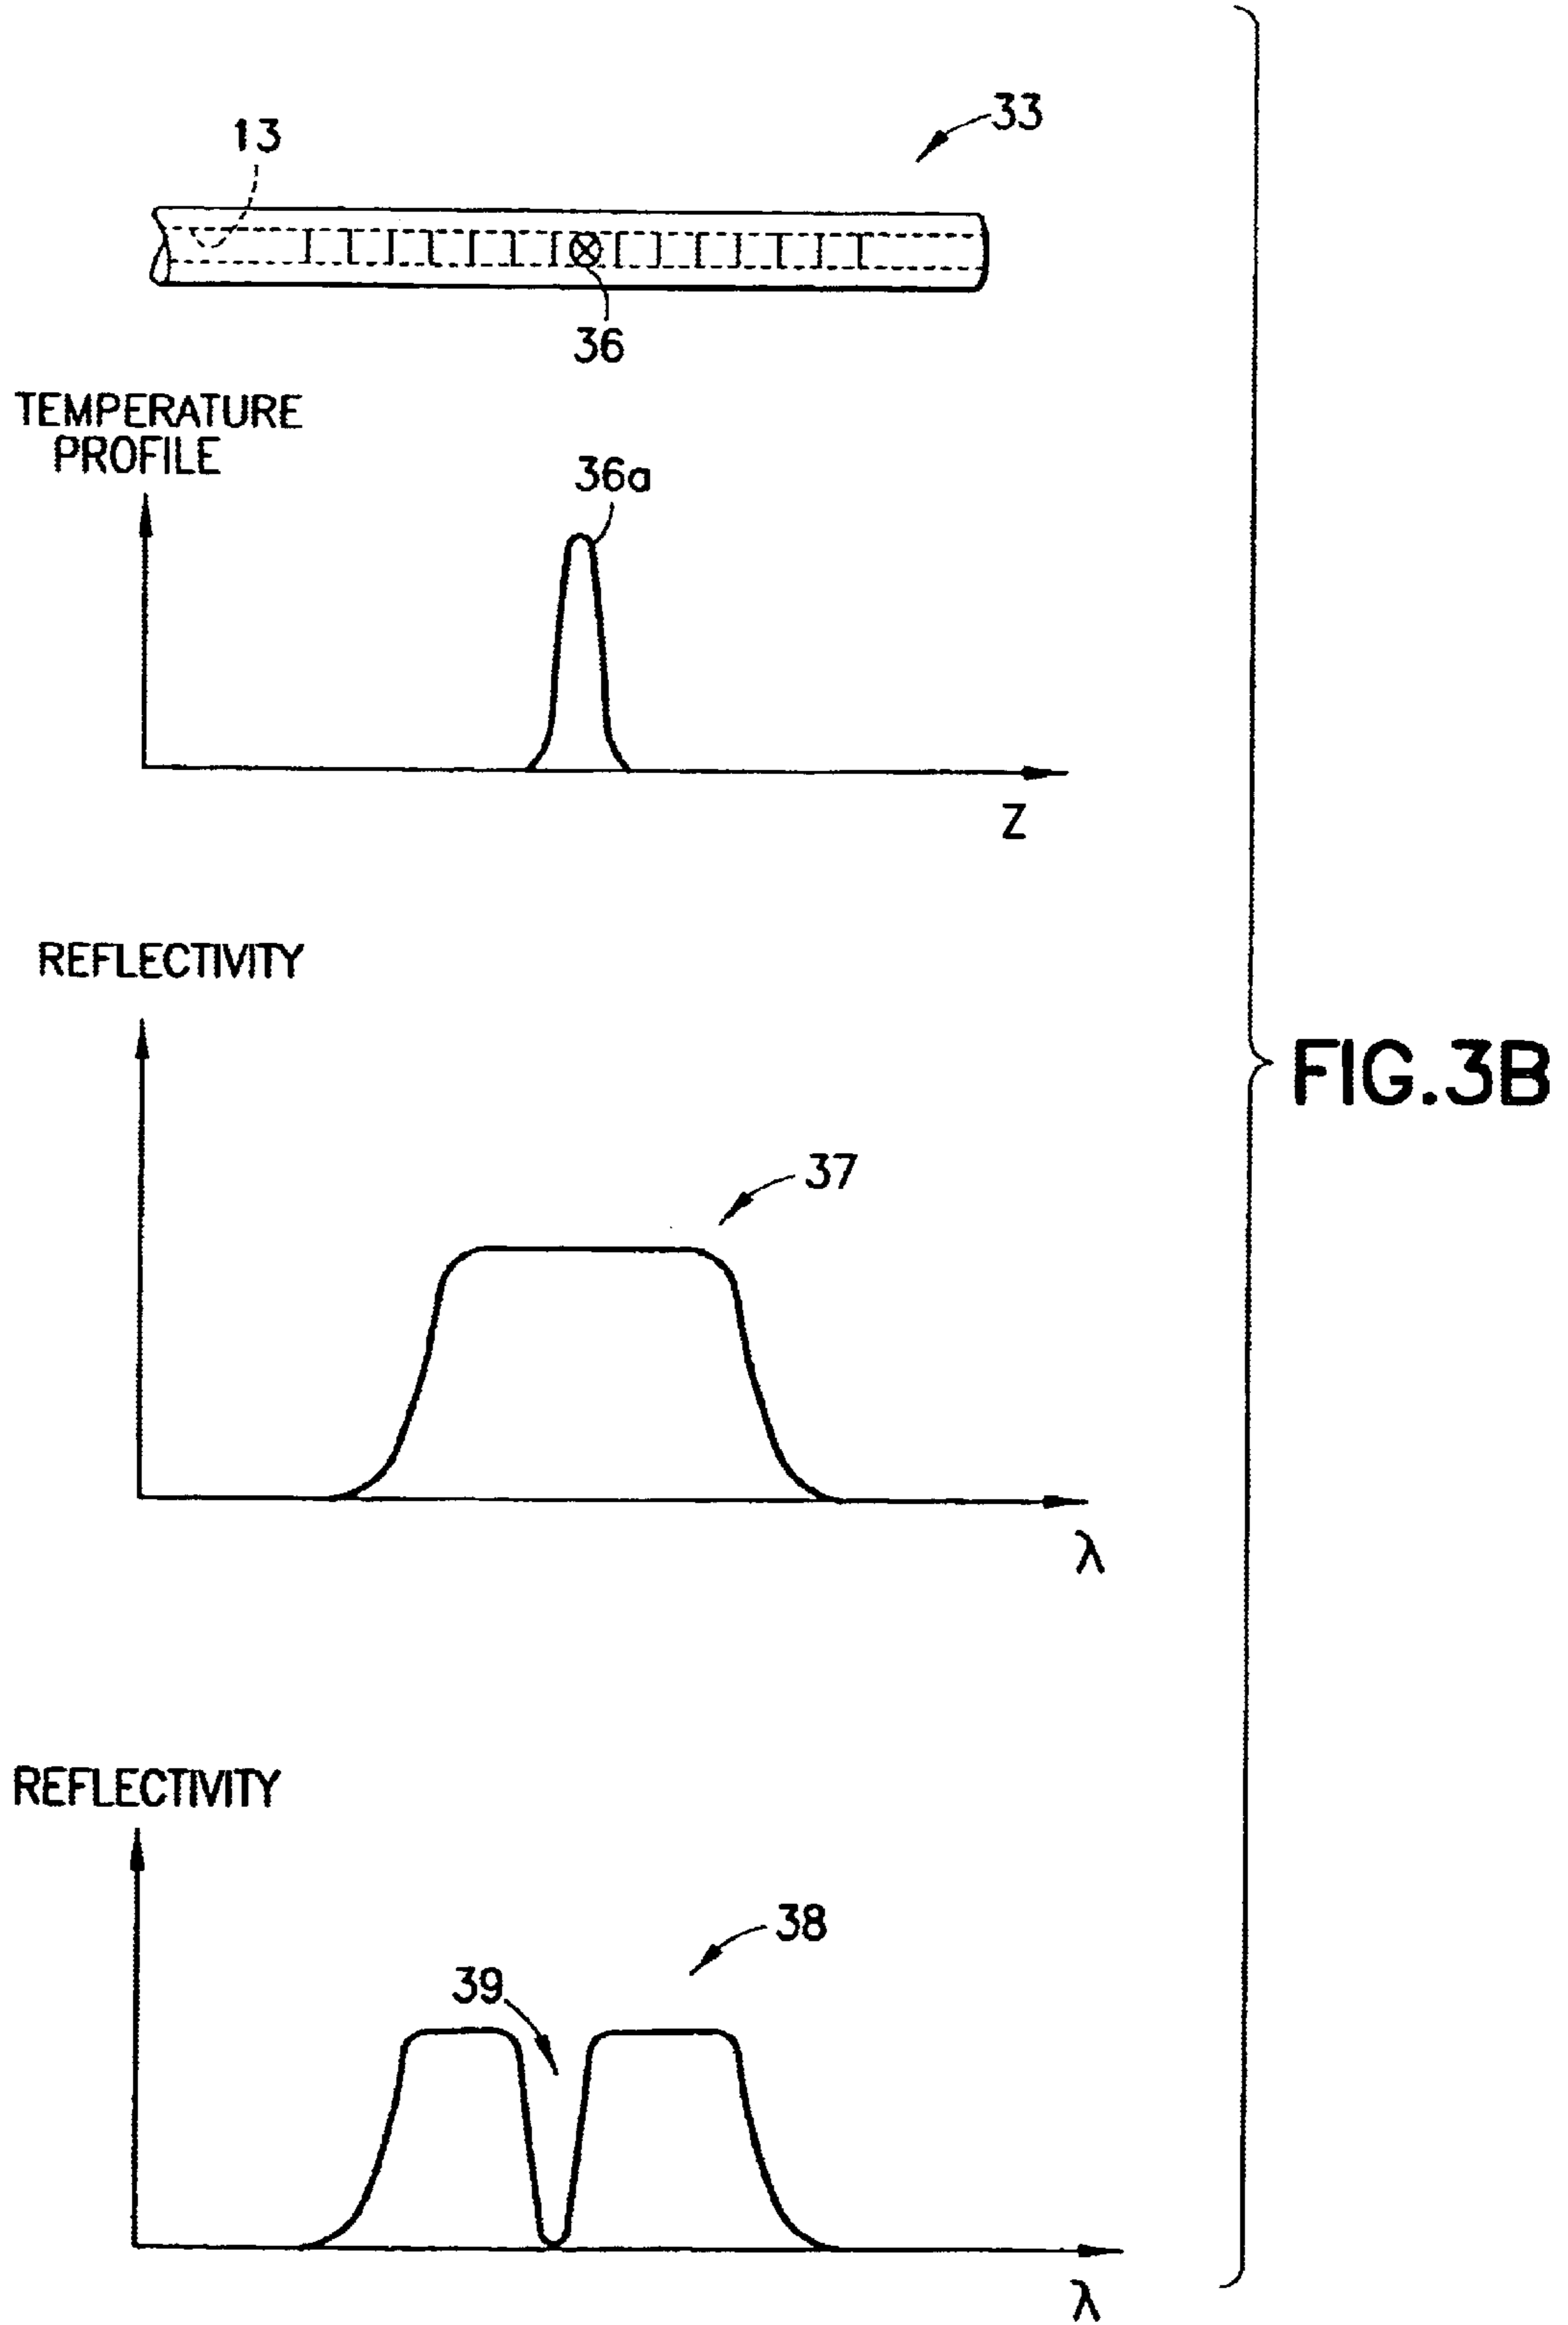 33
13
36
TEMPERATURE
PROFILE
36a
Z
REFLECTIVITY
FIG.3B
37
λ
REFLECTIVITY
38
39
λ